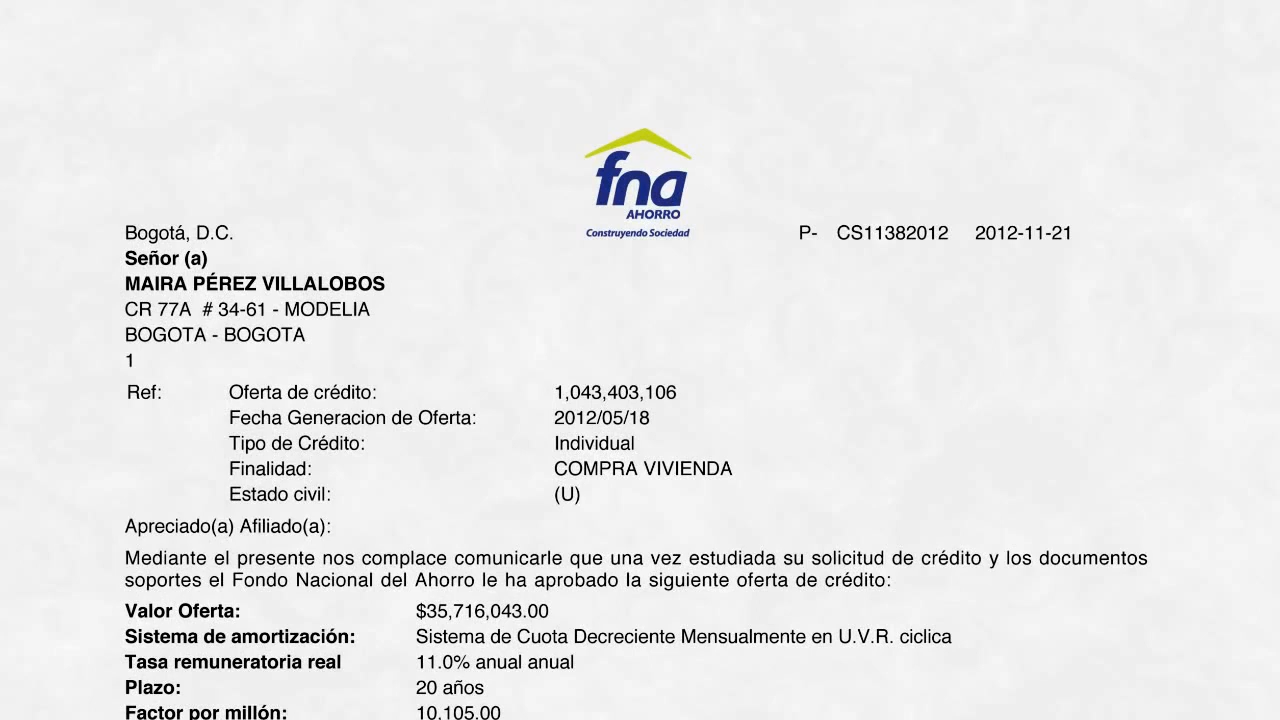 fna
AHORRO
Construyendo Sociedad
Bogotá, D.C. P- CS11382012 2012-11-21
Señor (a)
MAIRA PÉREZ VILLALOBOS
CR 77A # 34-61 - MODELIA
BOGOTA - BOGOTA
1
Ref: Oferta de crédito: 1,043,403,106
Fecha Generacion de Oferta: 2012/05/18
Tipo de Crédito: Individual
Finalidad: COMPRA VIVIENDA
Estado civil: (U)
Apreciado(a) Afiliado(a):
Mediante el presente nos complace comunicarle que una vez estudiada su solicitud de crédito y los documentos
soportes el Fondo Nacional del Ahorro le ha aprobado la siguiente oferta de crédito:
Valor Oferta: $35,716,043.00
Sistema de amortización: Sistema de Cuota Decreciente Mensualmente en U.V.R. ciclica
Tasa remuneratoria real 11.0% anual anual
Plazo: 20 años
Factor por millón: 10,105.00